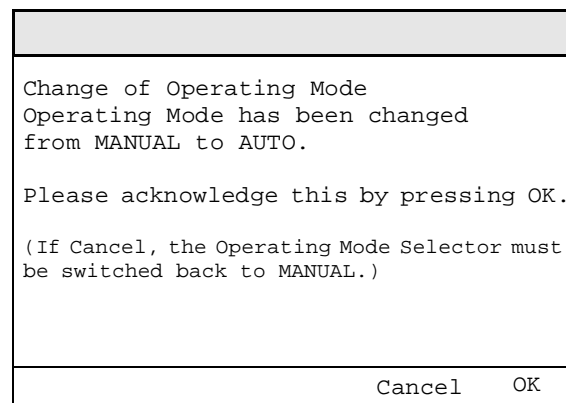 Change of Operating Mode
Operating Mode has been changed
from MANUAL to AUTO.
Please acknowledge this by pressing OK.
(If Cancel, the Operating Mode Selector must
be switched back to MANUAL.)
Cancel OK